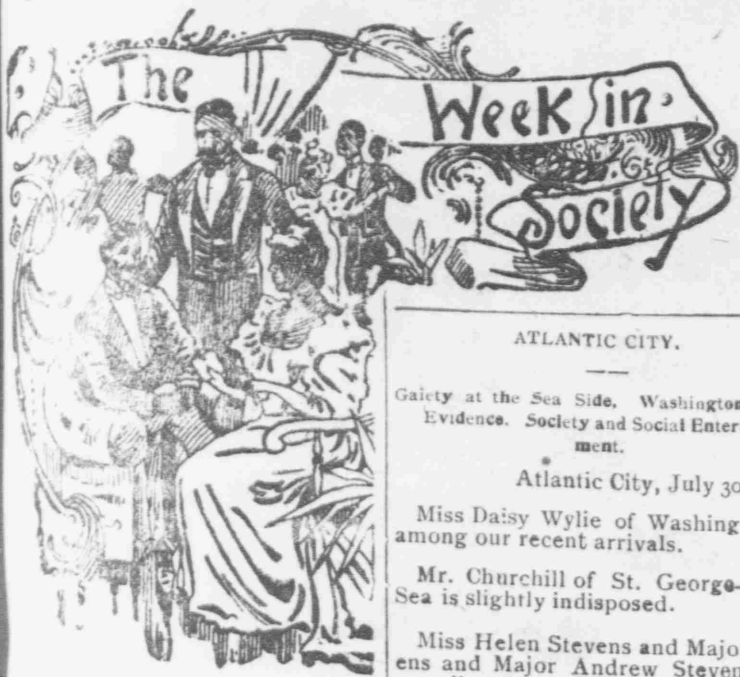 The
Week in
Society
ATLANTIC CITY.
Gaiety at the Sea Side. Washington
Evidence. Society and Social Enter
ment.
Atlantic City, July 30
Miss Daisy Wylie of Washing
among our recent arrivals.
Mr. Churchill of St. George-
Sea is slightly indisposed.
Miss Helen Stevens and Majo
ens and Major Andrew Steven